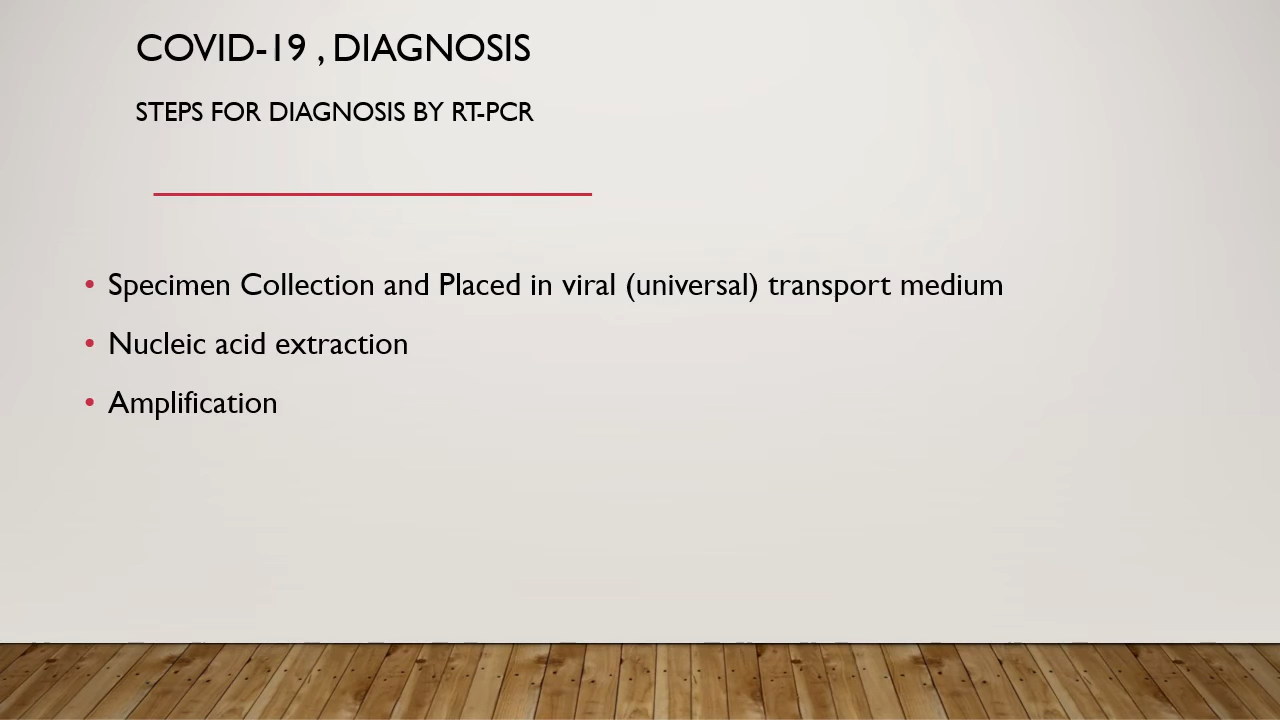 COVID-19 , DIAGNOSIS
STEPS FOR DIAGNOSIS BY RT-PCR
• Specimen Collection and Placed in viral (universal) transport medium
• Nucleic acid extraction
• Amplification